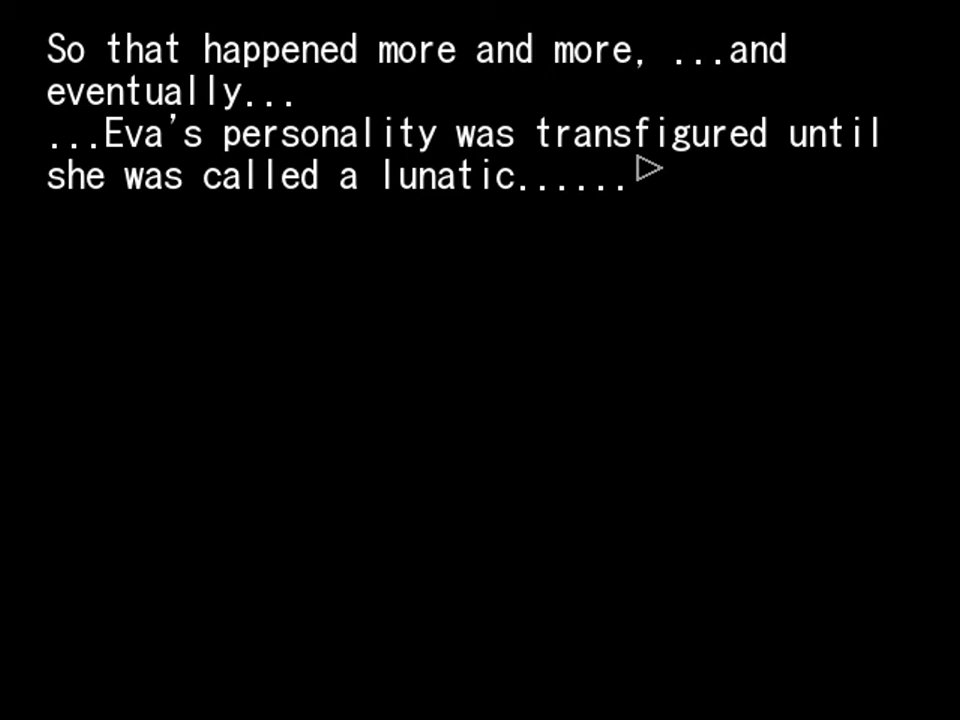 So that happened more and more, ...and
eventually...
...Eva's personality was transfigured until
she was called a lunatic......